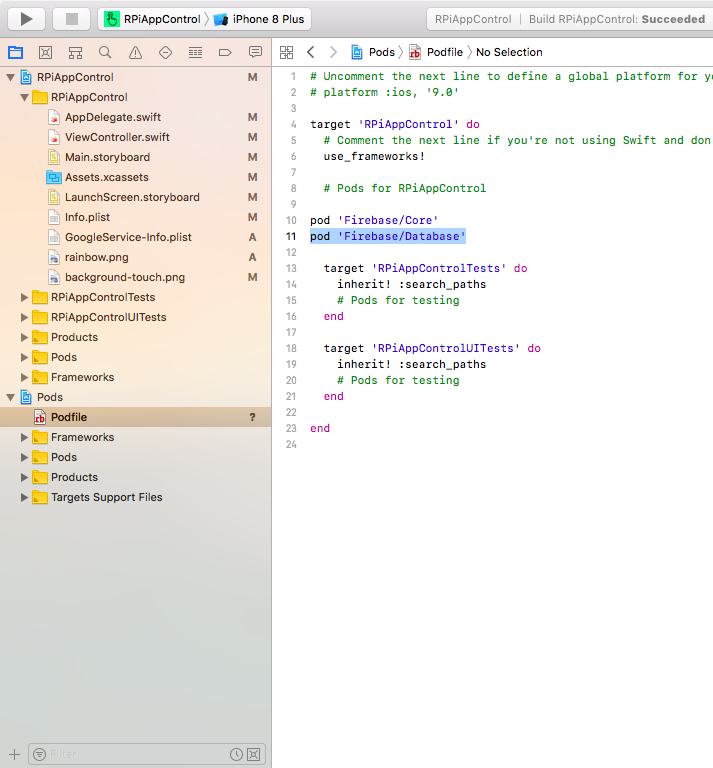 RPiAppControl iPhone 8 Plus
RPiAppControl | Build RPiAppControl: Succeeded
Pods Podfile No Selection
RPiAppControl M
RPiAppControl
AppDelegate.swift M
ViewController.swift M
Main.storyboard M
Assets.xcassets M
LaunchScreen.storyboard M
Info.plist M
GoogleService-Info.plist A
rainbow.png A
background-touch.png M
RPiAppControlTests
RPiAppControlUITests
Products
Pods
Frameworks
Pods
rb Podfile ?
Frameworks
Pods
Products
Targets Support Files
Filter
1 # Uncomment the next line to define a global platform for yo
2 # platform :ios, '9.0'
3
4 target 'RPiAppControl' do
5 # Comment the next line if you're not using Swift and don
6 use_frameworks!
7
8 # Pods for RPiAppControl
9
10 pod 'Firebase/Core'
11 pod 'Firebase/Database'
12
13 target 'RPiAppControlTests' do
14 inherit! :search_paths
15 # Pods for testing
16 end
17
18 target 'RPiAppControlUITests' do
19 inherit! :search_paths
20 # Pods for testing
21 end
22
23 end
24